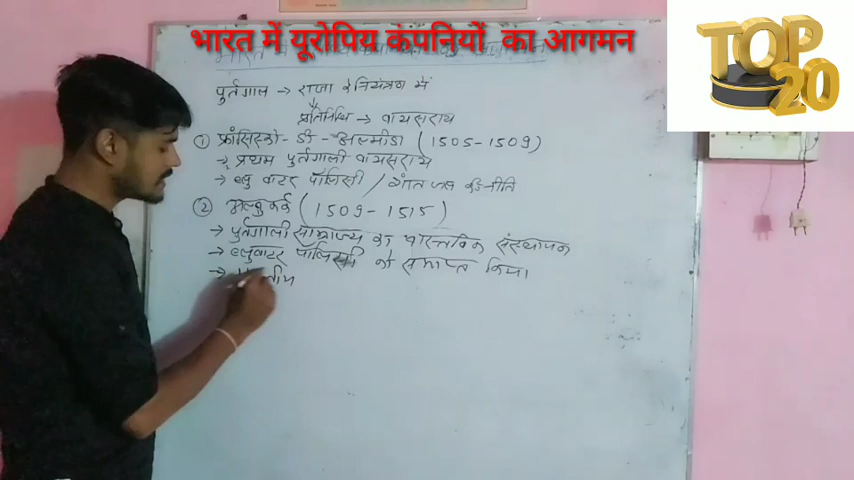 भारत में यूरोपिय कंपनियों का आगमन
TOP
20
पुर्तगाल → राजा के नियंत्रण में
प्रतिनिधि → वायसराय
① फ्रांसिस्को - डी - अलमीडा (1505-1509)
→ प्रथम पुर्तगाली वायसराय
→ ब्लु वाटर पॉलिसी / शांत जल की नीति
② अल्बुकर्क (1509-1515)
→ पुर्तगाली साम्राज्य का वास्तविक संस्थापक
→ ब्लुवाटर पॉलिसी को समाप्त किया